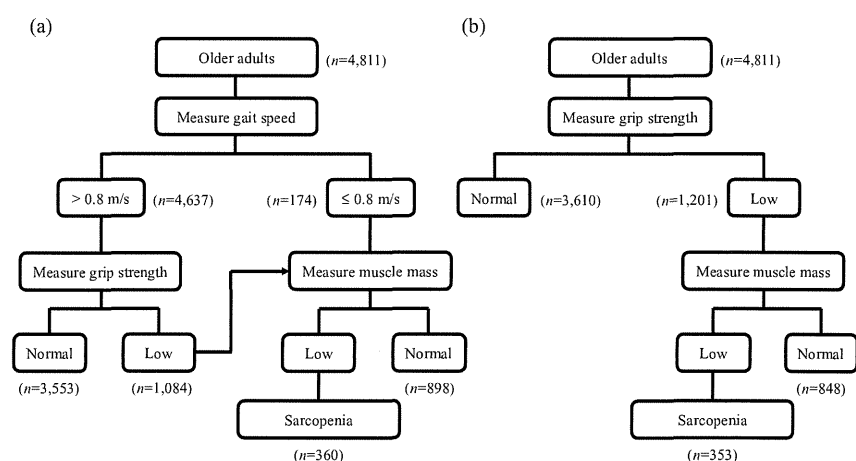 (a)
Older adults
(n=4,811)
Measure gait speed
> 0.8 m/s
(n=4,637)
(n=174)
≤ 0.8 m/s
Measure grip strength
Measure muscle mass
Normal
Low
Low
Normal
(n=3,553)
(n=1,084)
(n=898)
Sarcopenia
(n=360)
(b)
Older adults
(n=4,811)
Measure grip strength
Normal
(n=3,610)
(n=1,201)
Low
Measure muscle mass
Low
Normal
(n=848)
Sarcopenia
(n=353)